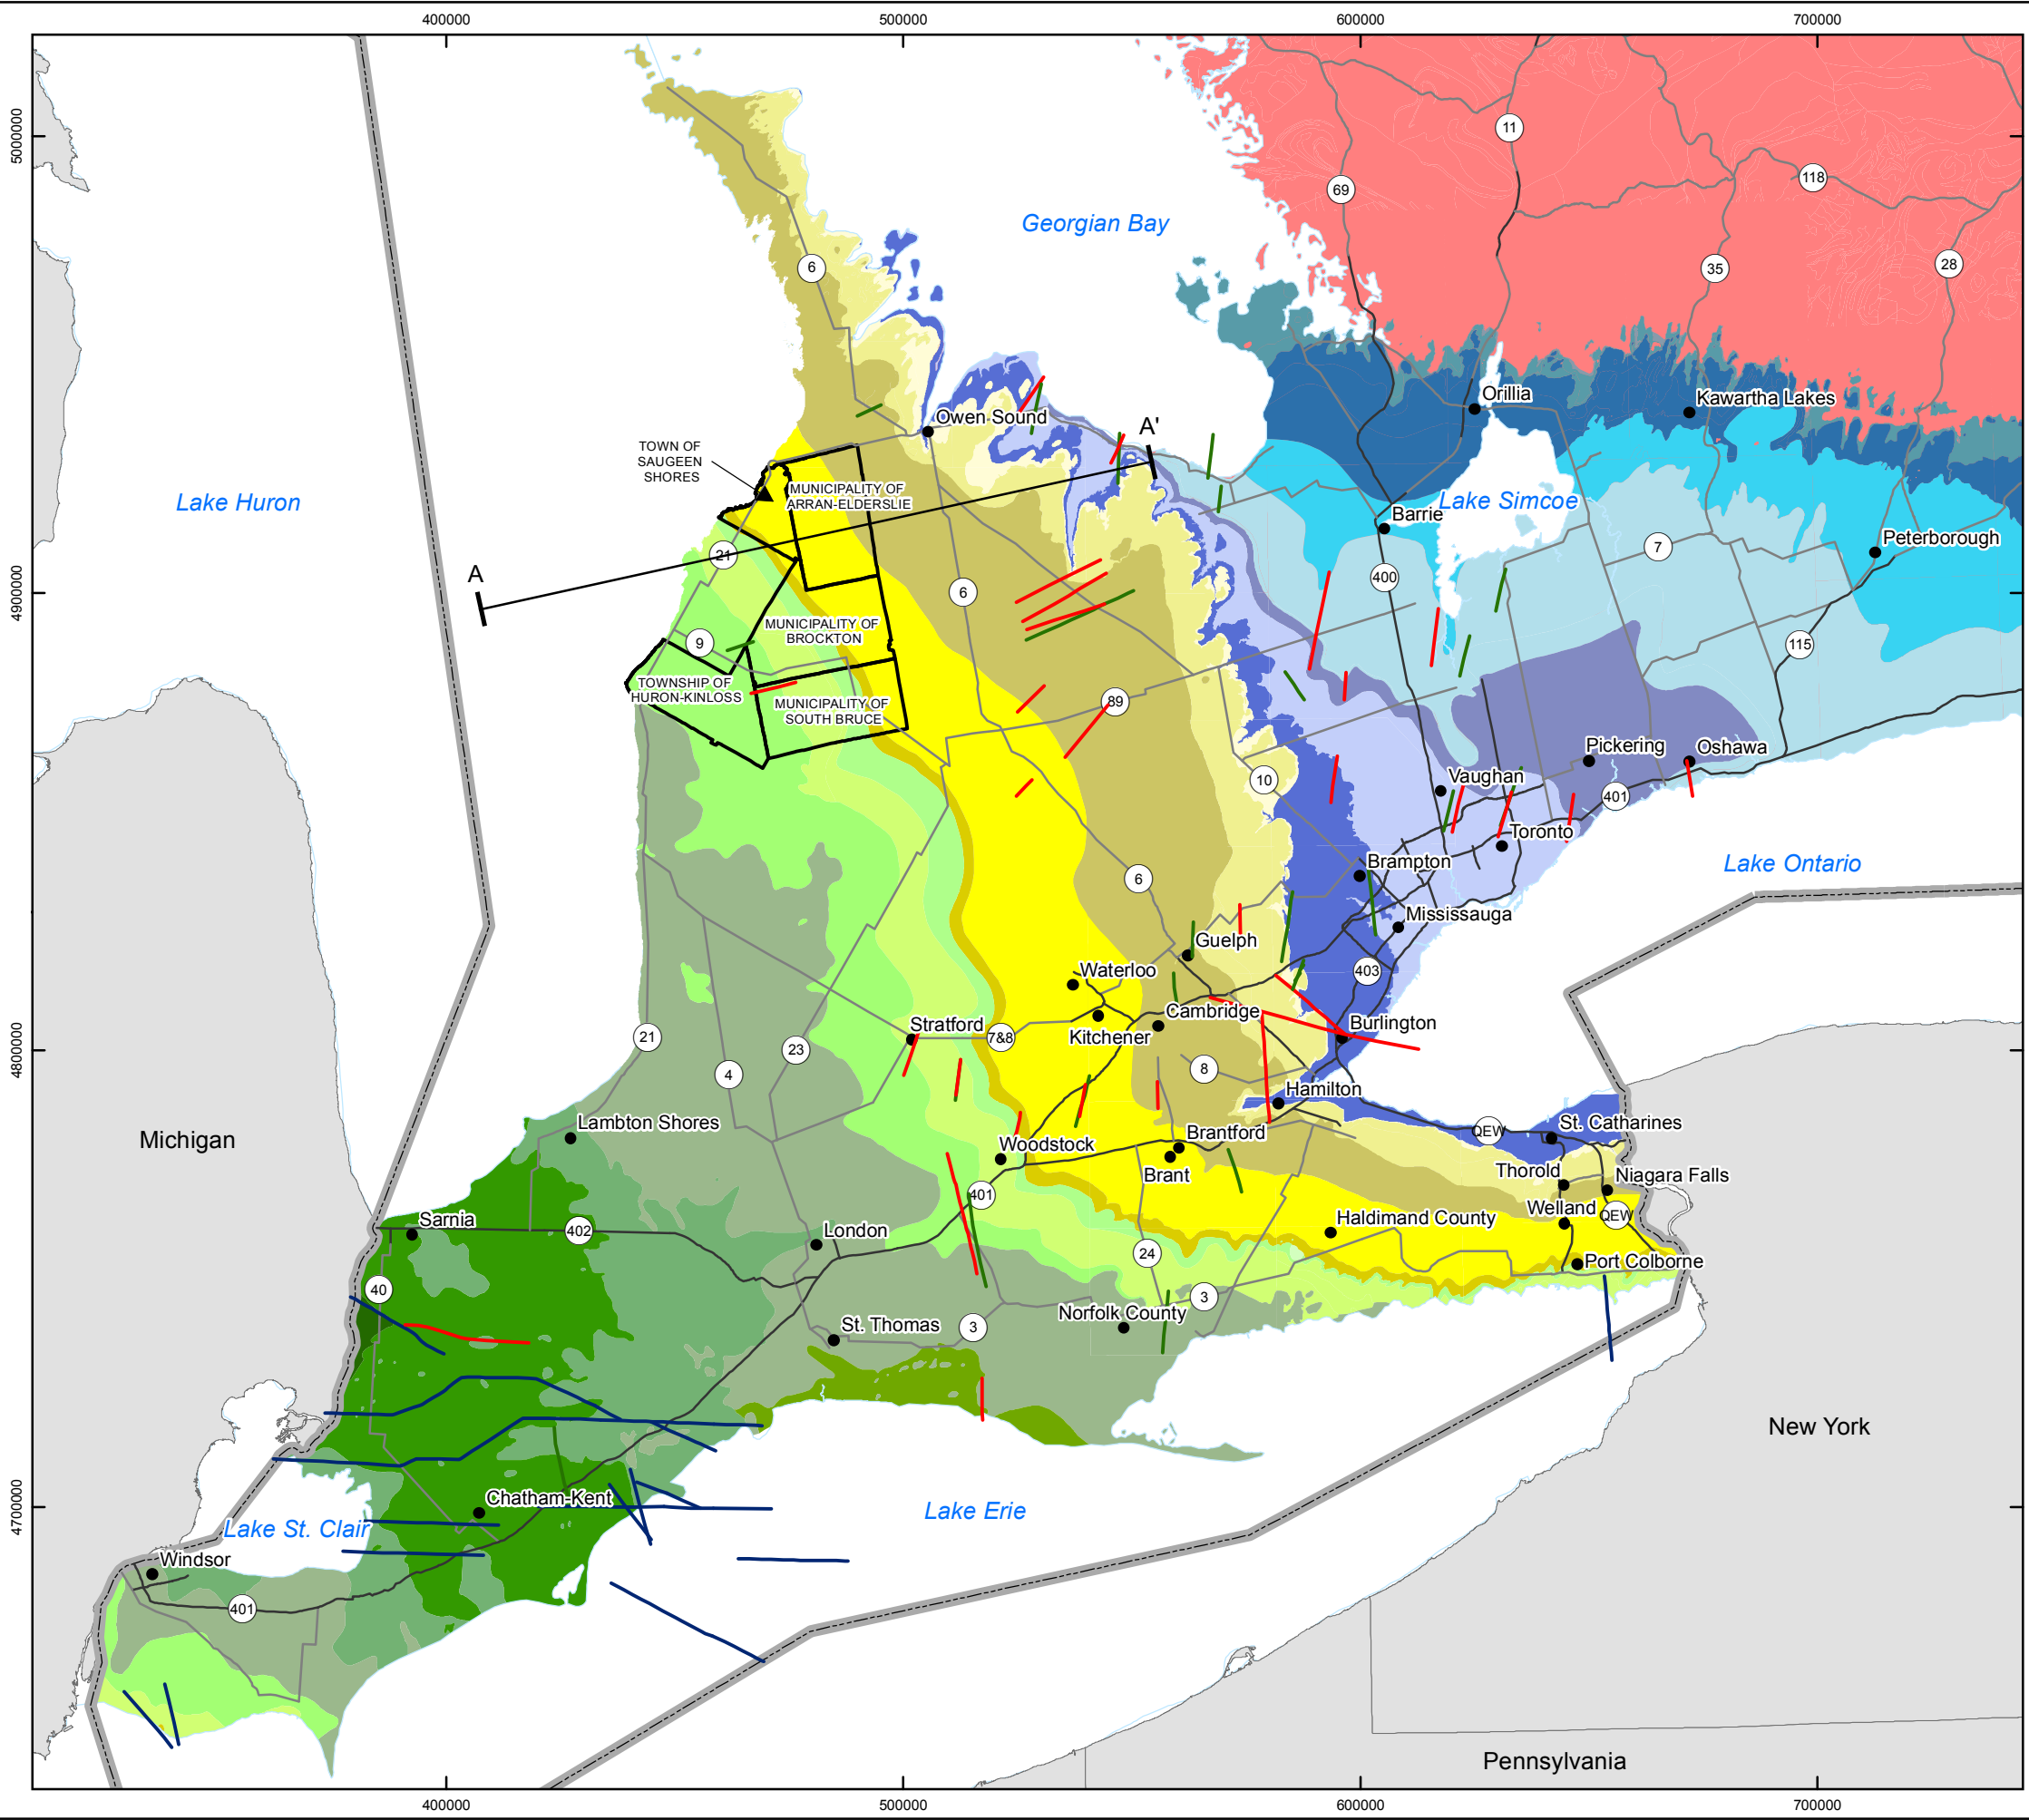 400000
500000
600000
700000
5000000
4900000
4800000
4700000
11
69
118
Georgian Bay
6
35
28
Orillia
Kawartha Lakes
Owen Sound
A'
TOWN OF
SAUGEEN
SHORES
MUNICIPALITY OF
ARRAN-ELDERSLIE
Lake Huron
Lake Simcoe
Barrie
Peterborough
7
21
A
400
6
MUNICIPALITY OF
BROCKTON
9
115
TOWNSHIP OF
HURON-KINLOSS
MUNICIPALITY OF
SOUTH BRUCE
89
Pickering
Oshawa
10
Vaughan
401
Toronto
Lake Ontario
Brampton
6
Mississauga
Guelph
Waterloo
403
Cambridge
Stratford
Burlington
Kitchener
21
23
7&8
4
8
Hamilton
Lambton Shores
Michigan
QEW
St. Catharines
Woodstock
Brantford
Brant
Thorold
Niagara Falls
401
Sarnia
402
London
Haldimand County
Welland
QEW
24
Port Colborne
40
3
Norfolk County
St. Thomas
3
New York
Chatham-Kent
Lake Erie
Lake St. Clair
Windsor
401
Pennsylvania
400000
500000
600000
700000